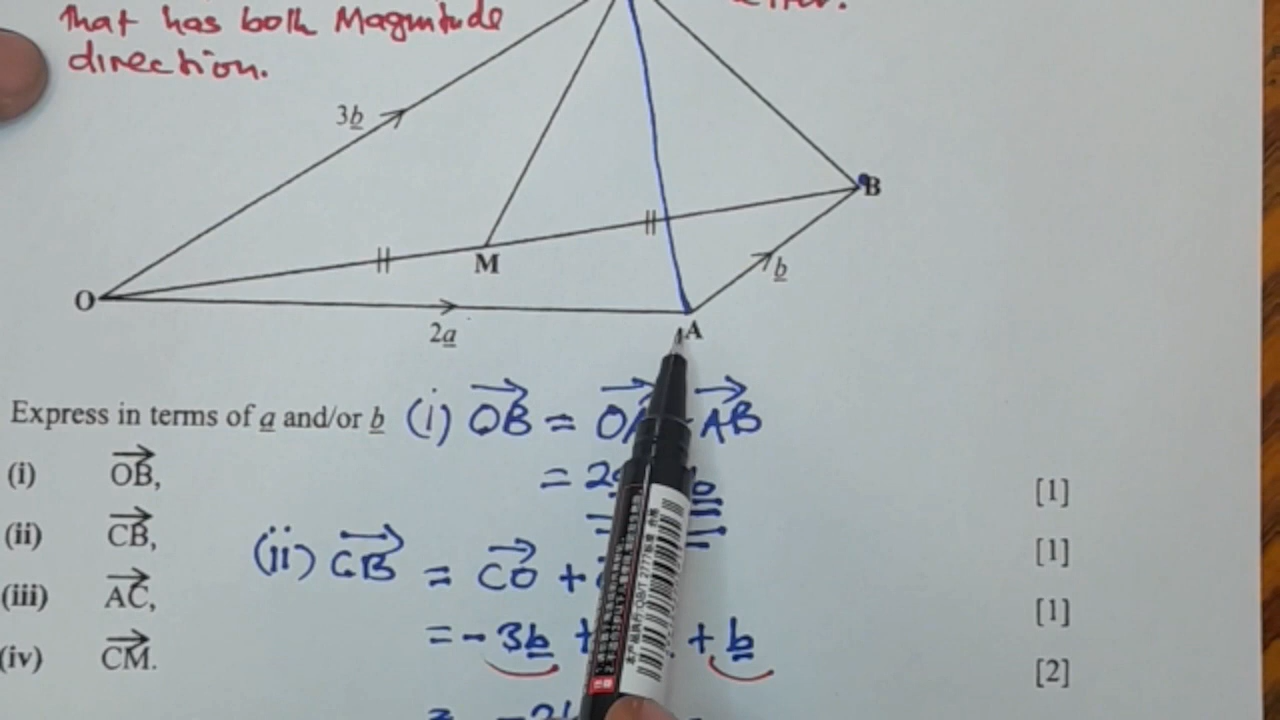 that has both Magnitude
direction.
3b
B
M
b
O
A
2a
Express in terms of a and/or b
(i) OB = OA AB
(i) OB, = 2a b [1]
(ii) CB, [1]
(ii) CB = CO +
(iii) AC, [1]
= -3b + + b
(iv) CM. [2]